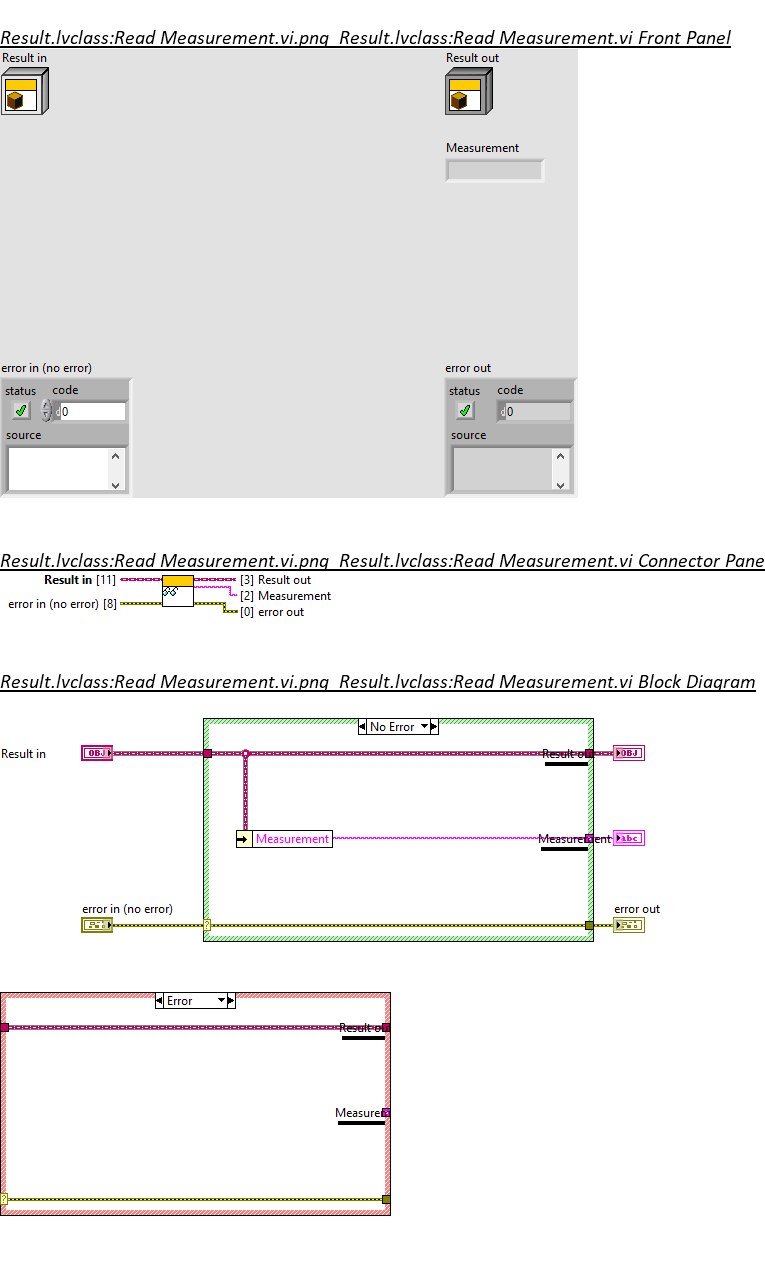 Result.lvclass:Read Measurement.vi.png  Result.lvclass:Read Measurement.vi Front Panel
Result in
Result out
Measurement
error in (no error)
error out
status code
status code
d 0
d 0
source
source
Result.lvclass:Read Measurement.vi.png  Result.lvclass:Read Measurement.vi Connector Pane
Result in [11]
[3] Result out
[2] Measurement
error in (no error) [8]
[0] error out
Result.lvclass:Read Measurement.vi.png  Result.lvclass:Read Measurement.vi Block Diagram
No Error
Result in
OBJ
Result out
OBJ
Measurement
Measurement
abc
error in (no error)
error out
?
Error
Result out
Measurem
?